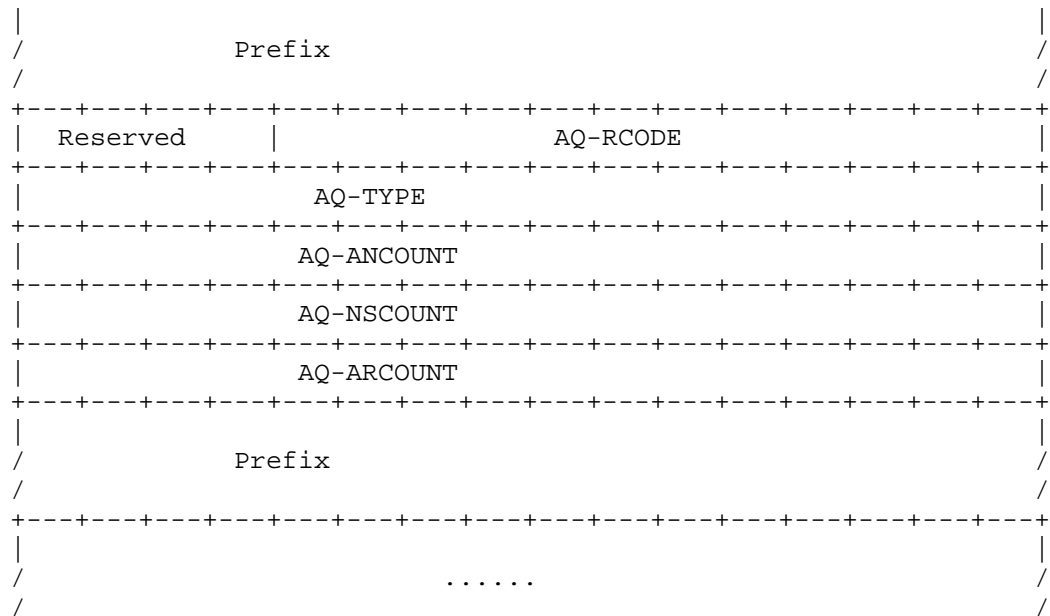 Prefix
Reserved | AQ-RCODE
AQ-TYPE
AQ-ANCOUNT
AQ-NSCOUNT
AQ-ARCOUNT
Prefix
......